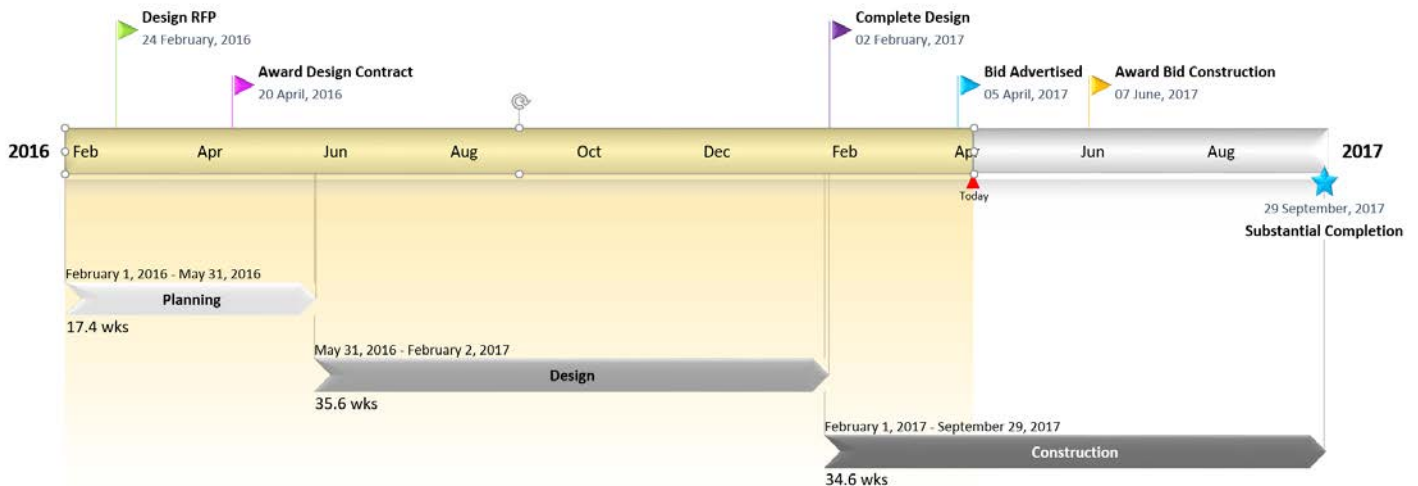 Design RFP
24 February, 2016
Complete Design
02 February, 2017
Award Design Contract
20 April, 2016
Bid Advertised
05 April, 2017
Award Bid Construction
07 June, 2017
2016 Feb Apr Jun Aug Oct Dec Feb Apr Jun Aug 2017
Today
29 September, 2017
Substantial Completion
February 1, 2016 - May 31, 2016
Planning
17.4 wks
May 31, 2016 - February 2, 2017
Design
35.6 wks
February 1, 2017 - September 29, 2017
Construction
34.6 wks